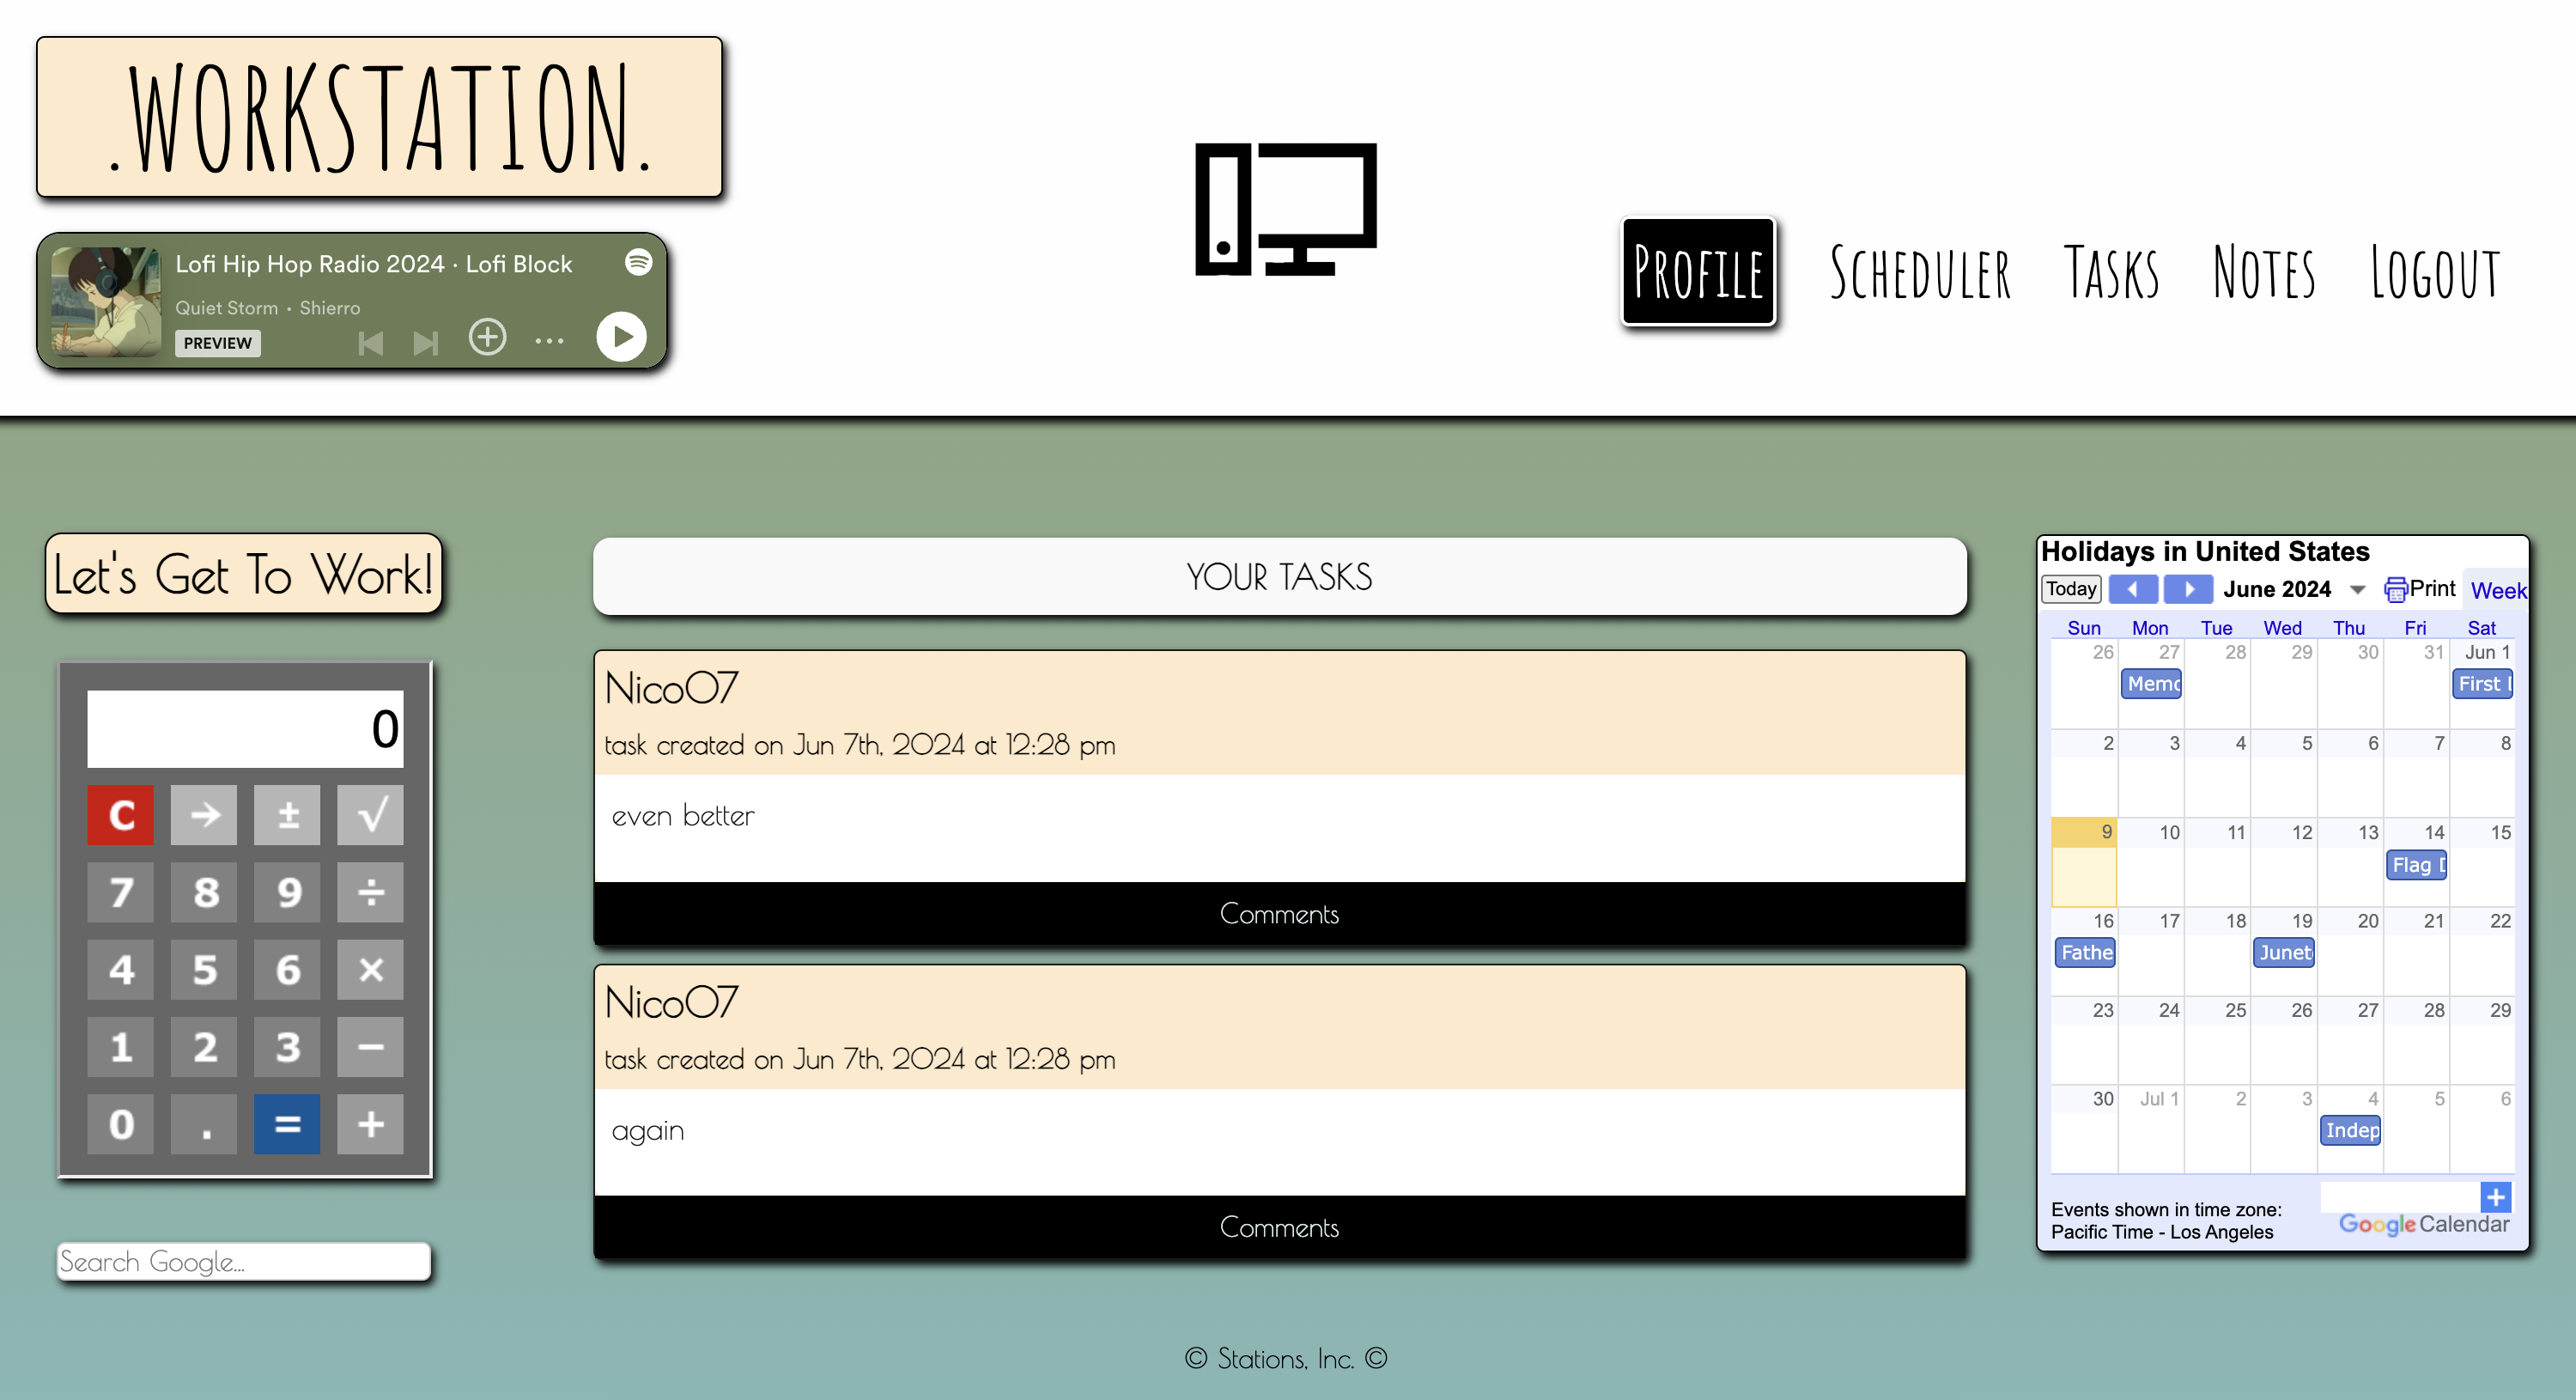 .WORKSTATION.
Lofi Hip Hop Radio 2024 · Lofi Block
Quiet Storm • Shierro
PREVIEW
Profile Scheduler Tasks Notes Logout
Let's Get To Work!
0
C → ± √
7 8 9 ÷
4 5 6 ×
1 2 3 −
0 . = +
Search Google...
YOUR TASKS
Nico07
task created on Jun 7th, 2024 at 12:28 pm
even better
Comments
Nico07
task created on Jun 7th, 2024 at 12:28 pm
again
Comments
Holidays in United States
Today June 2024 Print Week
Sun Mon Tue Wed Thu Fri Sat
26 27 28 29 30 31 Jun 1
Memo First
2 3 4 5 6 7 8
9 10 11 12 13 14 15
Flag D
16 17 18 19 20 21 22
Fathe Junet
23 24 25 26 27 28 29
30 Jul 1 2 3 4 5 6
Indep
Events shown in time zone:
Pacific Time - Los Angeles
+
Google Calendar
© Stations, Inc. ©